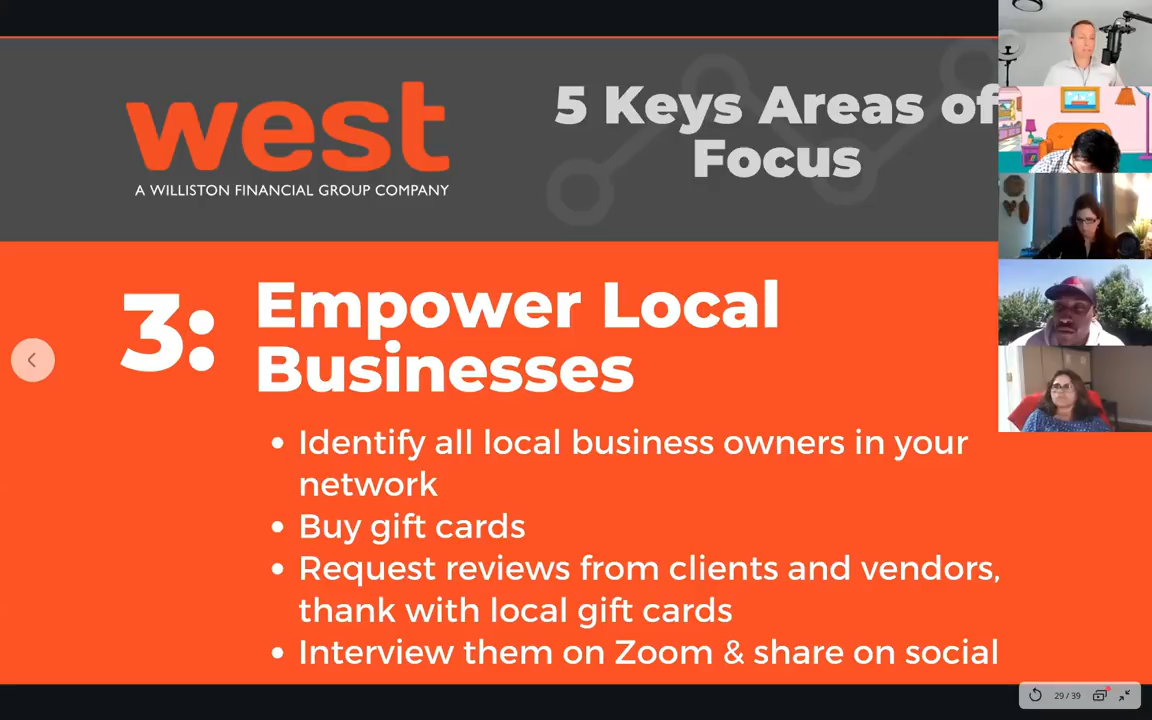 west
A WILLISTON FINANCIAL GROUP COMPANY
5 Keys Areas of
Focus
3:
Empower Local
Businesses
• Identify all local business owners in your
network
• Buy gift cards
• Request reviews from clients and vendors,
thank with local gift cards
• Interview them on Zoom & share on social
29 / 39